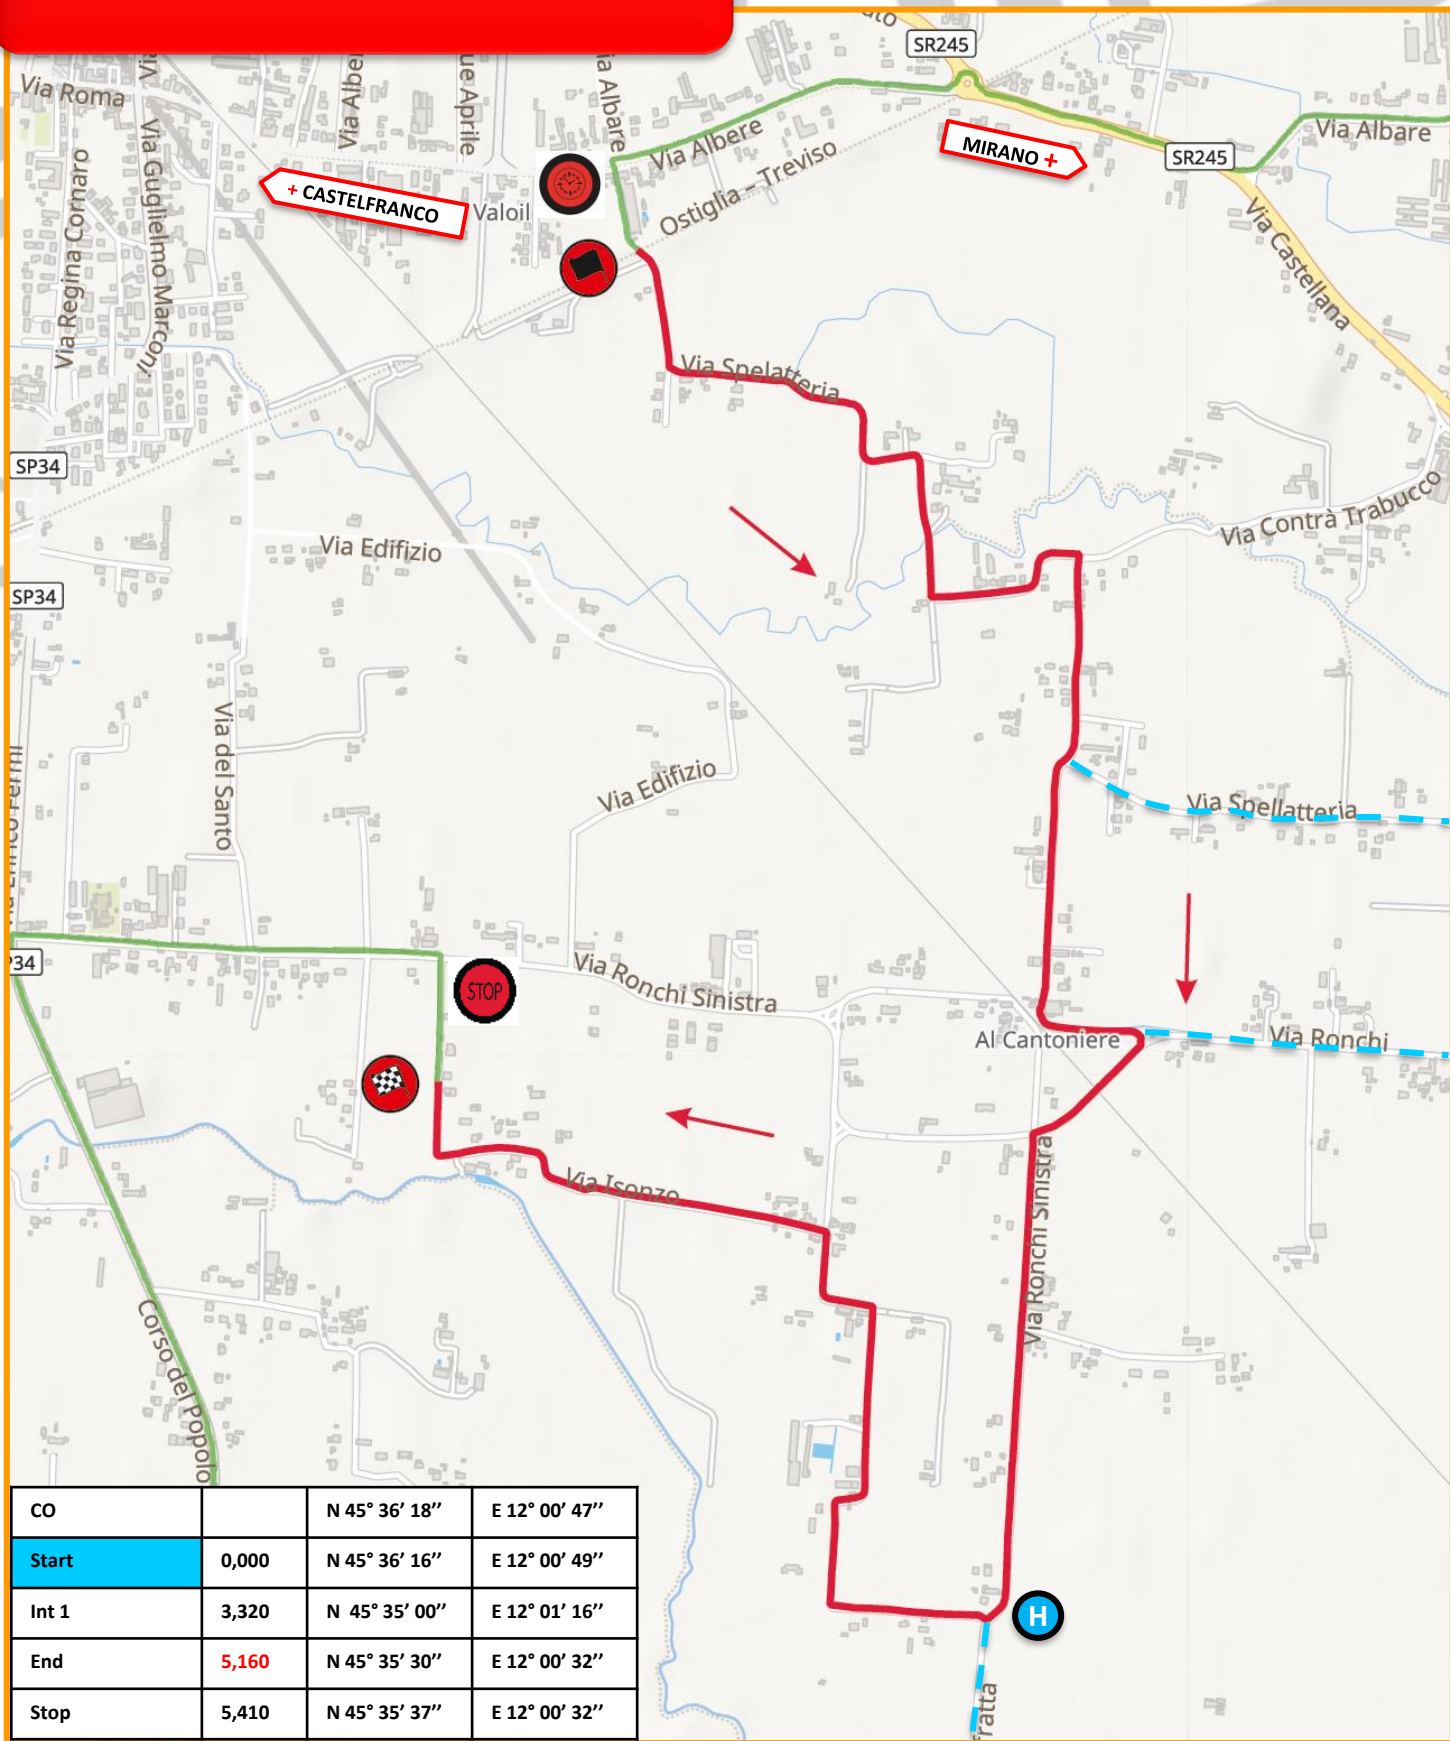 SR245
Via Roma
Via Albare
Via Albere
Via Albare
MIRANO +
SR245
+ CASTELFRANCO
Valoil
Ostiglia – Treviso
Via Regina Cornaro
Via Guglielmo Marconi
Via Castellana
Via Spelatteria
SP34
Via Contrà Trabucco
Via Edifizio
SP34
Via del Santo
Via Edifizio
Via Spellatteria
Via Enrico Fermi
P34
STOP
Via Ronchi Sinistra
Al Cantoniere
Via Ronchi
Via Isonzo
Via Ronchi Sinistra
Corso del Popolo
H
fratta
CO N 45° 36’ 18’’ E 12° 00’ 47’’
Start 0,000 N 45° 36’ 16’’ E 12° 00’ 49’’
Int 1 3,320 N 45° 35’ 00’’ E 12° 01’ 16’’
End 5,160 N 45° 35’ 30’’ E 12° 00’ 32’’
Stop 5,410 N 45° 35’ 37’’ E 12° 00’ 32’’